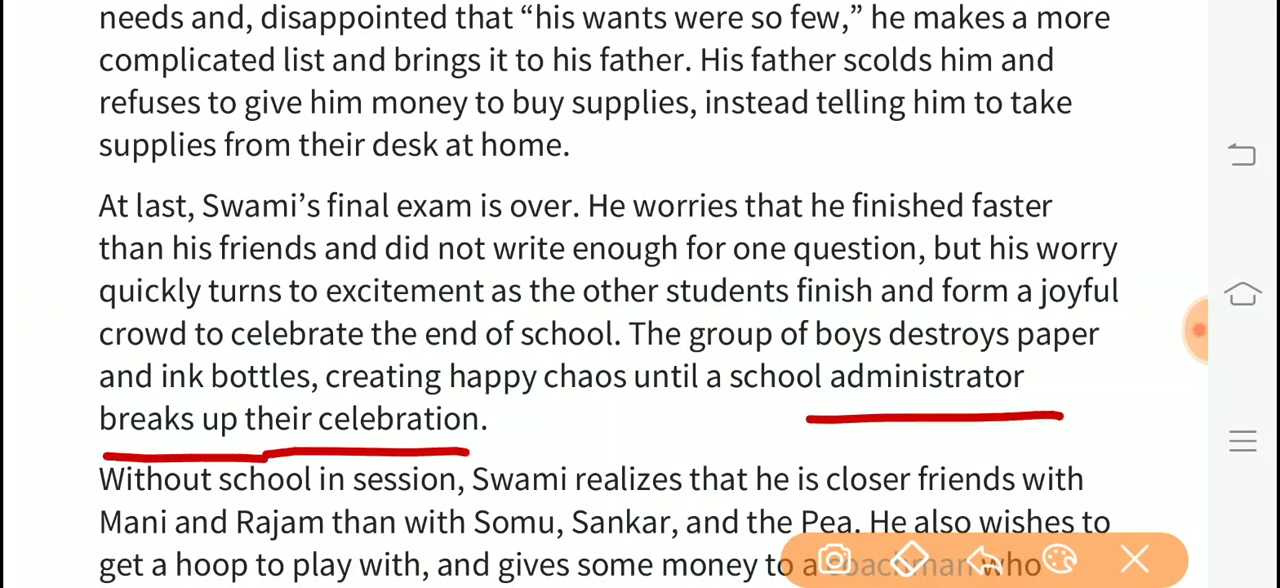 needs and, disappointed that “his wants were so few,” he makes a more
complicated list and brings it to his father. His father scolds him and
refuses to give him money to buy supplies, instead telling him to take
supplies from their desk at home.
At last, Swami’s final exam is over. He worries that he finished faster
than his friends and did not write enough for one question, but his worry
quickly turns to excitement as the other students finish and form a joyful
crowd to celebrate the end of school. The group of boys destroys paper
and ink bottles, creating happy chaos until a school administrator
breaks up their celebration.
Without school in session, Swami realizes that he is closer friends with
Mani and Rajam than with Somu, Sankar, and the Pea. He also wishes to
get a hoop to play with, and gives some money to a coachman who